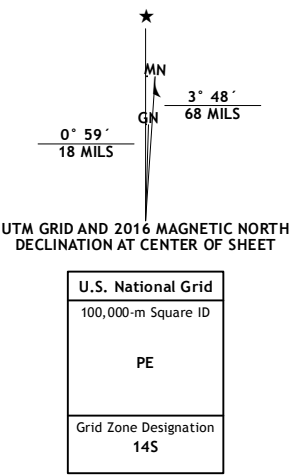 ★
MN
3° 48´
68 MILS
GN
0° 59´
18 MILS
UTM GRID AND 2016 MAGNETIC NORTH
DECLINATION AT CENTER OF SHEET
U.S. National Grid
100,000-m Square ID
PE
Grid Zone Designation
14S